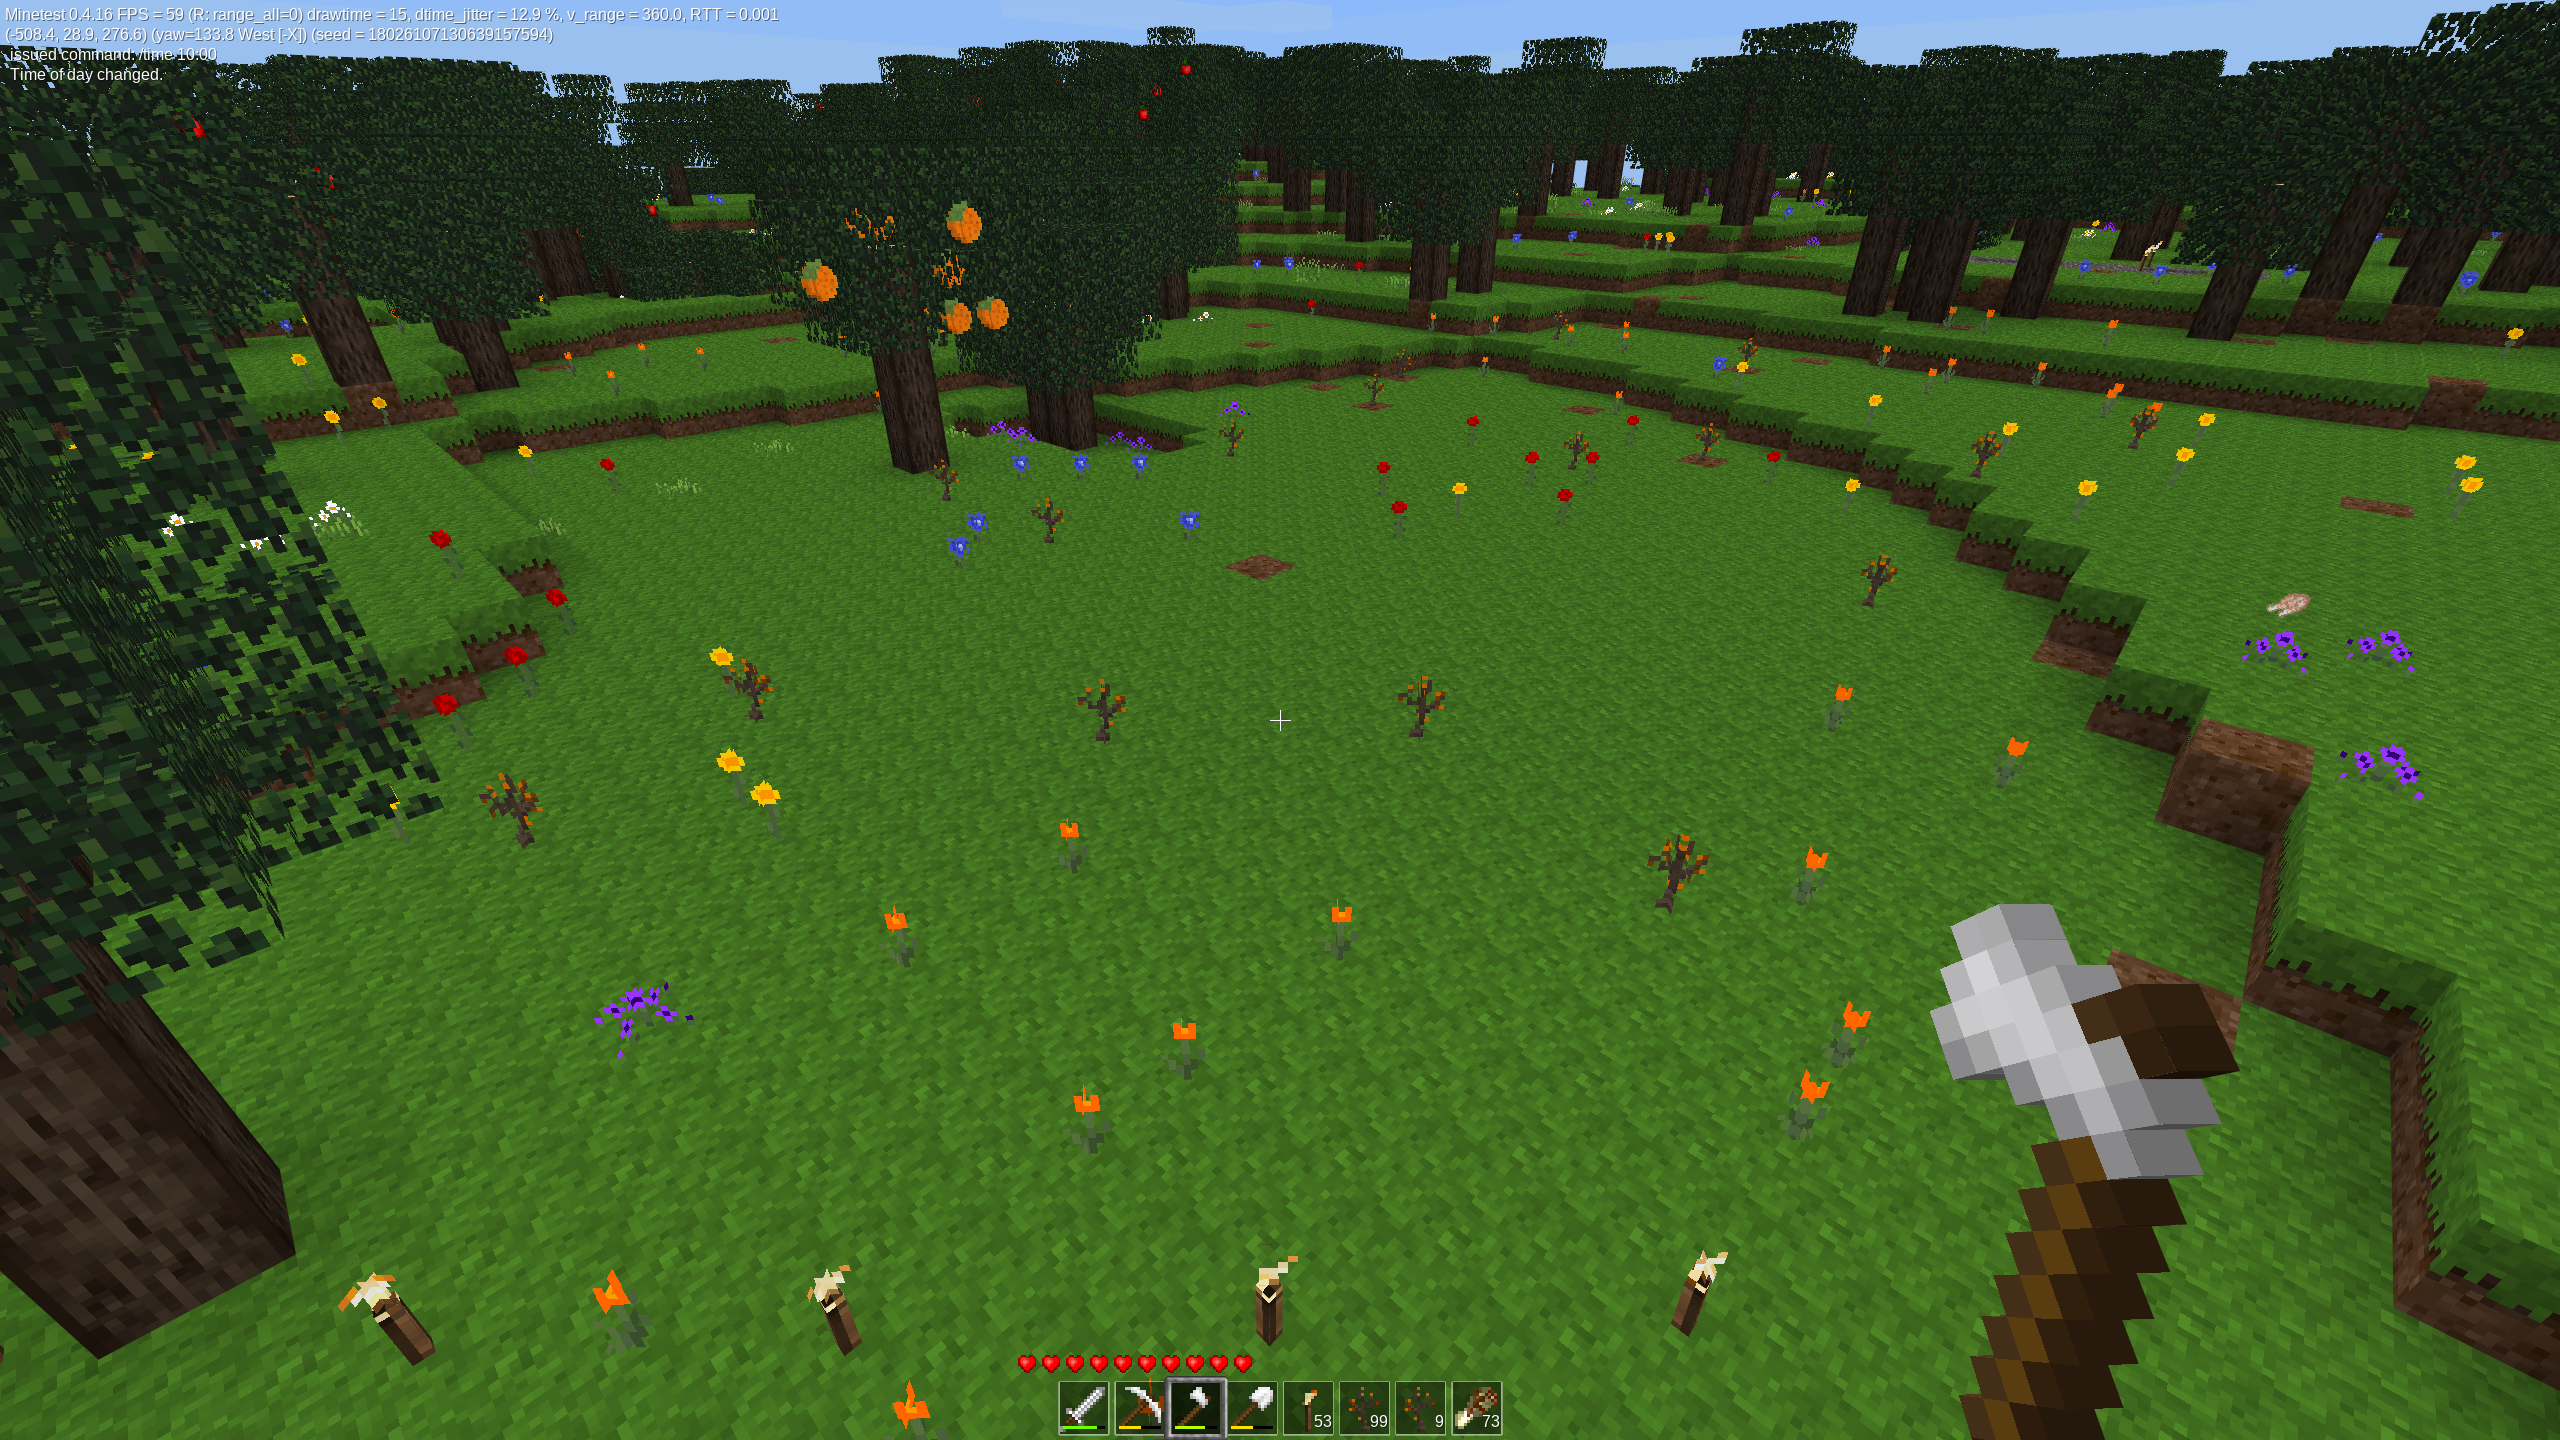 Minetest 0.4.16 FPS = 59 (R: range_all=0) drawtime = 15, dtime_jitter = 12.9 %, v_range = 360.0, RTT = 0.001
(-508.4, 28.9, 276.6) (yaw=133.8 West [-X]) (seed = 18026107130639157594)
issued command: /time 10:00
Time of day changed.
53 99 9 73